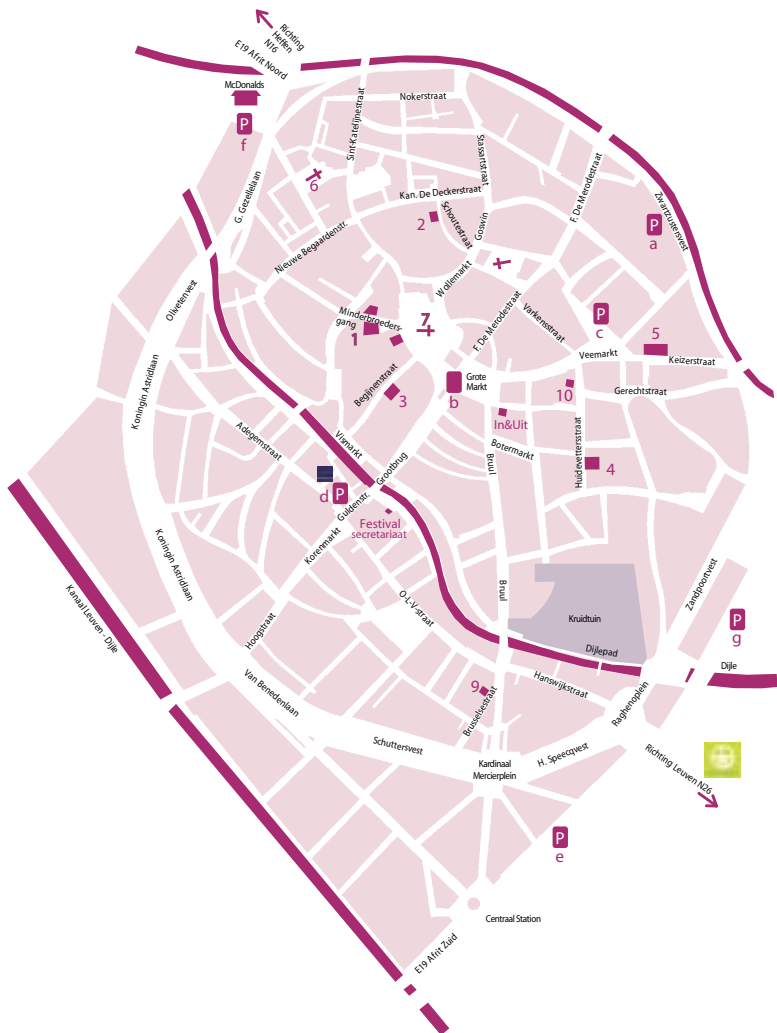 Richting
Heffen
N16
E19 Afrit Noord
McDonalds
P
f
Nokerstraat
Sint-Katelijnestraat
Stassartstraat
F. De Merodestraat
Zwartzustersvest
6
G. Gezellelaan
Kan. De Deckerstraat
2
Schoutestraat
Goswin
P
a
Nieuwe Begaardenstr.
Wollemarkt
Olivetenvest
Minderbroeders-
gang
1
7
F. De Merodestraat
Varkensstraat
P
c
5
Veemarkt
Keizerstraat
Koningin Astridlaan
Begijnenstraat
3
b
Grote
Markt
10
Gerechtstraat
In&Uit
Adegemstraat
Vismarkt
Botermarkt
Bruul
Huidevettersstraat
4
Grootbrug
d
P
Guldenstr.
Festival
secretariaat
Korenmarkt
Koningin Astridlaan
Kanaal Leuven - Dijle
O-L-V-straat
Bruul
Kruidtuin
Zandpoortvest
P
g
Hoogstraat
Dijlepad
Dijle
Van Benedenlaan
9
Brusselsestraat
Hanswijkstraat
Raghenoplein
Schuttersvest
Kardinaal
Mercierplein
H. Speecqvest
Richting Leuven N26
P
e
Centraal Station
E19 Afrit Zuid